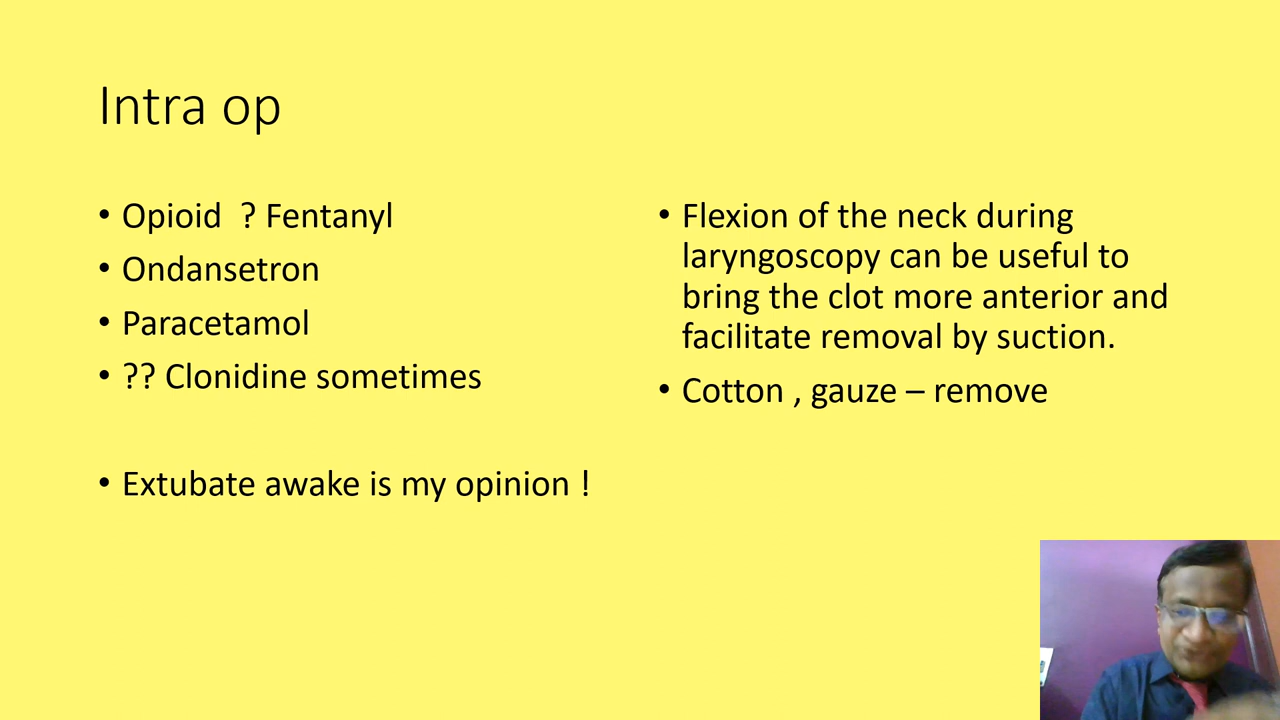 Intra op
• Opioid ? Fentanyl
• Ondansetron
• Paracetamol
• ?? Clonidine sometimes
• Extubate awake is my opinion !
• Flexion of the neck during
laryngoscopy can be useful to
bring the clot more anterior and
facilitate removal by suction.
• Cotton , gauze – remove